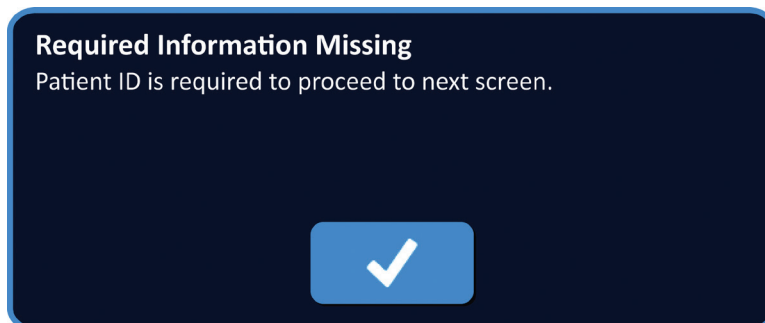 Required Information Missing
Patient ID is required to proceed to next screen.